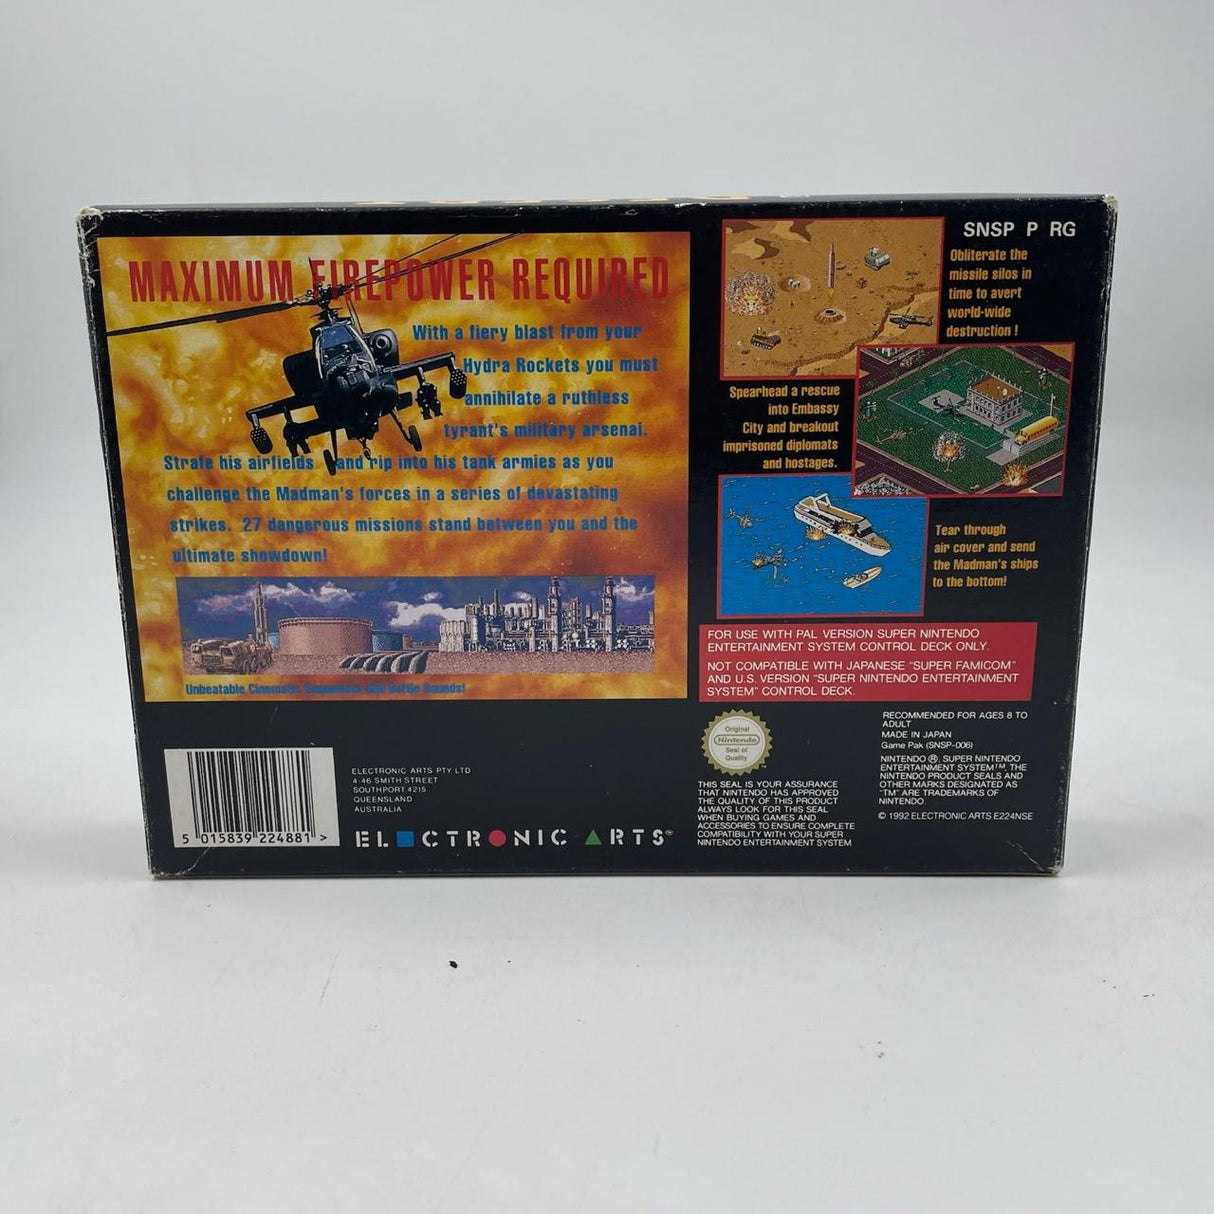 MAXIMUM FIREPOWER REQUIRED
With a fiery blast from your
Hydra Rockets you must
annihilate a ruthless
tyrant's military arsenal.
Strafe his airfields and rip into his tank armies as you
challenge the Madman's forces in a series of devastating
strikes. 27 dangerous missions stand between you and the
ultimate showdown!
Unbeatable Cinematic Sequences and Battle Sounds!
SNSP P RG
Obliterate the
missile silos in
time to avert
world-wide
destruction !
Spearhead a rescue
into Embassy
City and breakout
imprisoned diplomats
and hostages.
Tear through
air cover and send
the Madman's ships
to the bottom!
FOR USE WITH PAL VERSION SUPER NINTENDO
ENTERTAINMENT SYSTEM CONTROL DECK ONLY.
NOT COMPATIBLE WITH JAPANESE "SUPER FAMICOM"
AND U.S. VERSION "SUPER NINTENDO ENTERTAINMENT
SYSTEM" CONTROL DECK.
5 015839 224881 >
ELECTRONIC ARTS PTY LTD
4-46 SMITH STREET
SOUTHPORT 4215
QUEENSLAND
AUSTRALIA
ELECTRONIC ARTS™
Original
Nintendo
Seal of
Quality
THIS SEAL IS YOUR ASSURANCE
THAT NINTENDO HAS APPROVED
THE QUALITY OF THIS PRODUCT
ALWAYS LOOK FOR THIS SEAL
WHEN BUYING GAMES AND
ACCESSORIES TO ENSURE COMPLETE
COMPATIBILITY WITH YOUR SUPER
NINTENDO ENTERTAINMENT SYSTEM
RECOMMENDED FOR AGES 8 TO
ADULT
MADE IN JAPAN
Game Pak (SNSP-006)
NINTENDO ®, SUPER NINTENDO
ENTERTAINMENT SYSTEM™, THE
NINTENDO PRODUCT SEALS AND
OTHER MARKS DESIGNATED AS
"TM" ARE TRADEMARKS OF
NINTENDO.
© 1992 ELECTRONIC ARTS E224NSE